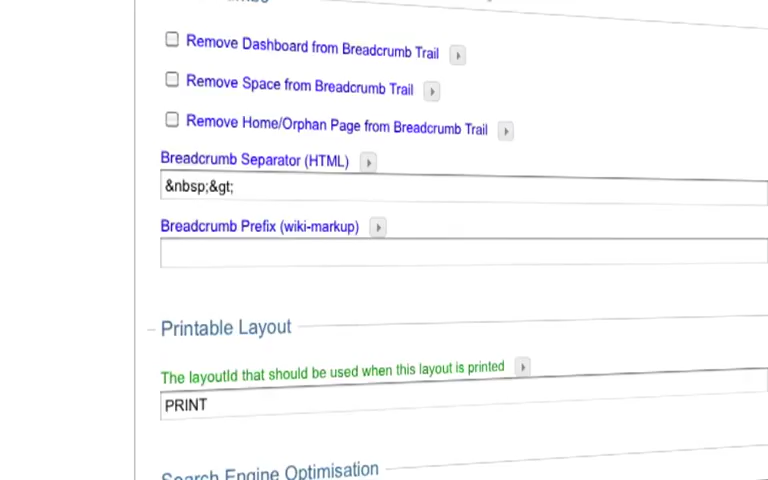 Remove Dashboard from Breadcrumb Trail
Remove Space from Breadcrumb Trail
Remove Home/Orphan Page from Breadcrumb Trail
Breadcrumb Separator (HTML)
&nbsp;&gt;
Breadcrumb Prefix (wiki-markup)
Printable Layout
The layoutId that should be used when this layout is printed
PRINT
Search Engine Optimisation